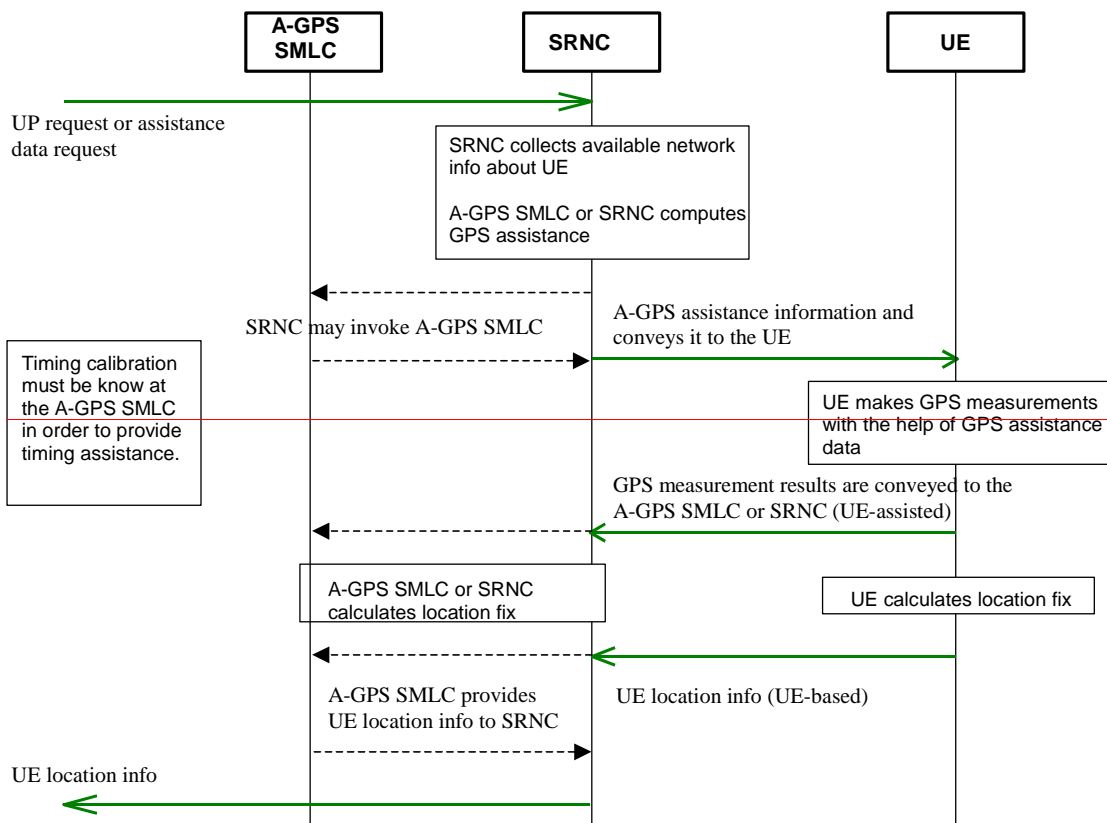 A-GPS
SMLC
SRNC
UE
UP request or assistance
data request
SRNC collects available network
info about UE
A-GPS SMLC or SRNC computes
GPS assistance
SRNC may invoke A-GPS SMLC
A-GPS assistance information and
conveys it to the UE
Timing calibration
must be know at
the A-GPS SMLC
in order to provide
timing assistance.
UE makes GPS measurements
with the help of GPS assistance
data
GPS measurement results are conveyed to the
A-GPS SMLC or SRNC (UE-assisted)
A-GPS SMLC or SRNC
calculates location fix
UE calculates location fix
A-GPS SMLC provides
UE location info to SRNC
UE location info (UE-based)
UE location info